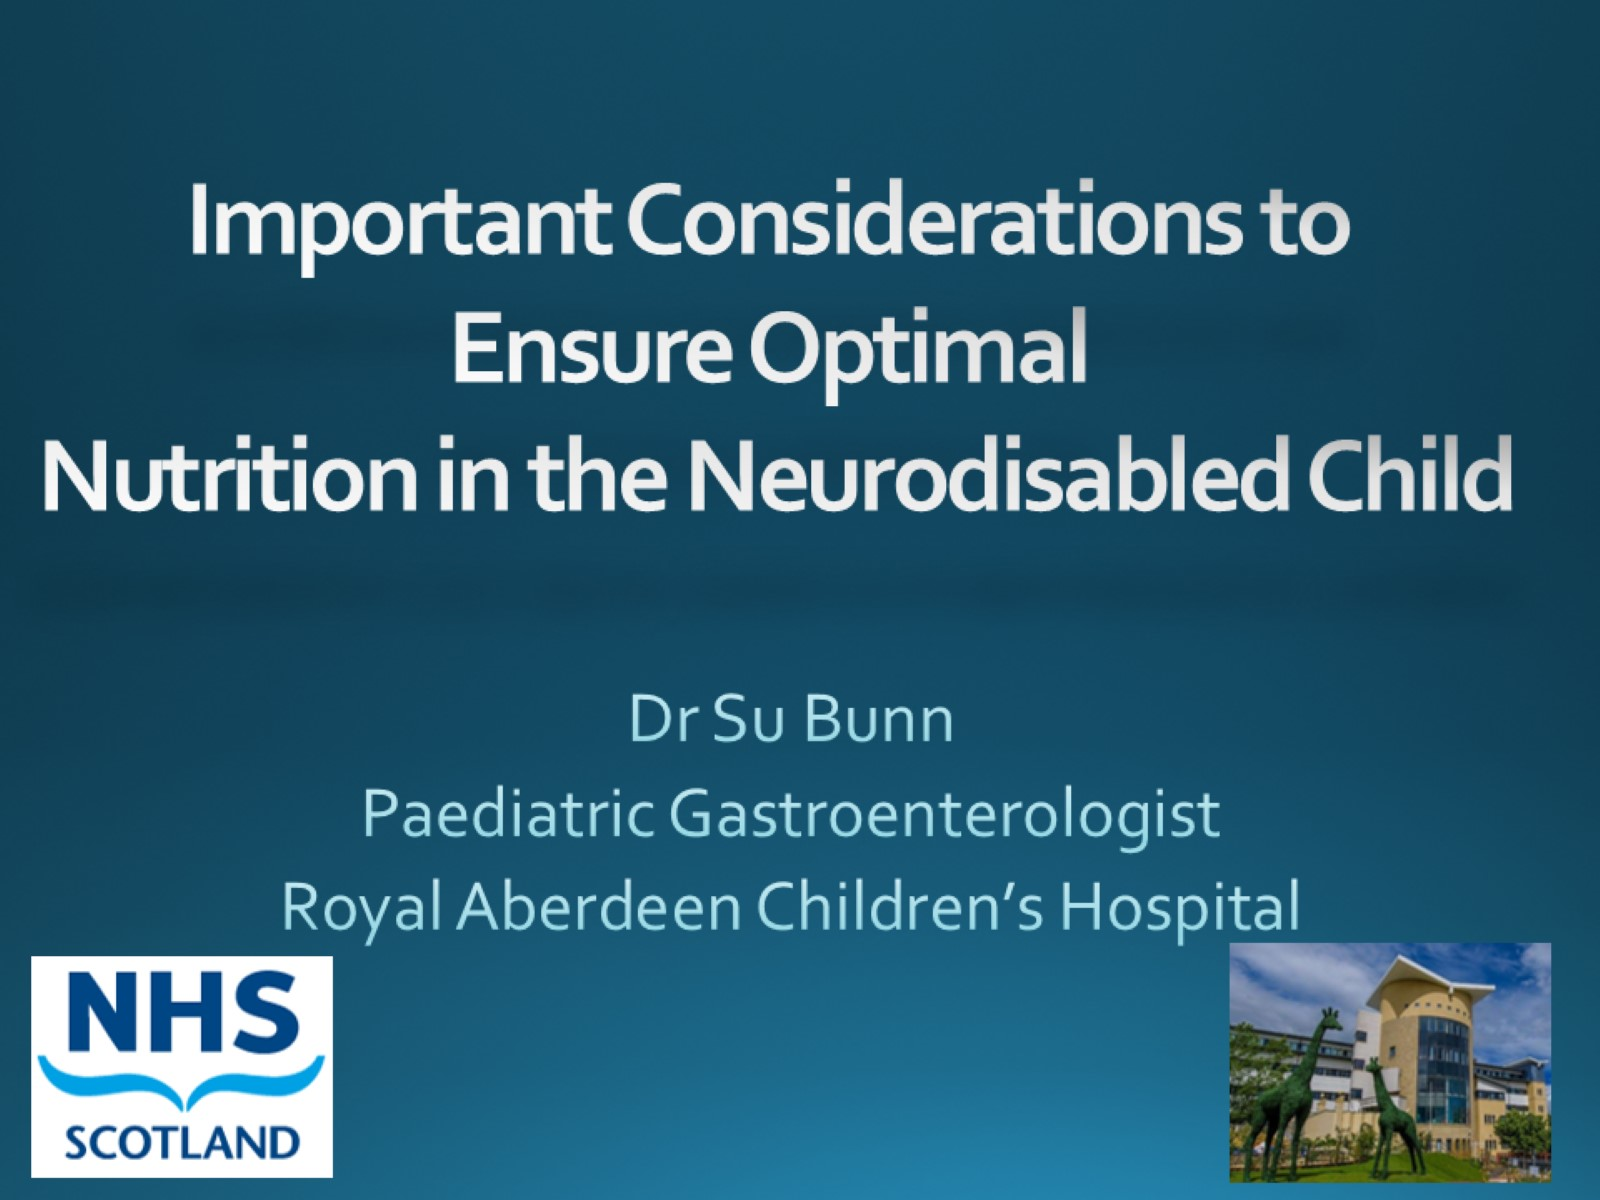 Important Considerations to
Ensure Optimal
Nutrition in the Neurodisabled Child
Dr Su Bunn
Paediatric Gastroenterologist
Royal Aberdeen Children’s Hospital
NHS
SCOTLAND